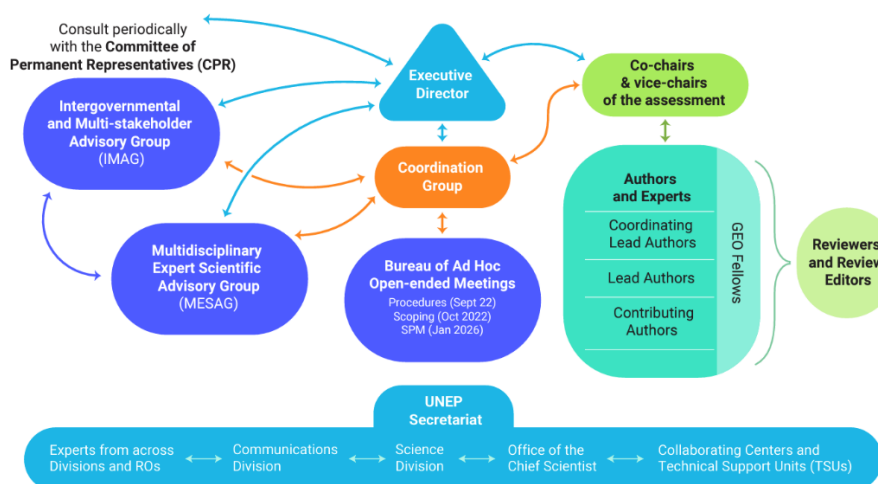 Consult periodically
with the Committee of
Permanent Representatives (CPR)
Intergovernmental
and Multi-stakeholder
Advisory Group
(IMAG)
Multidisciplinary
Expert Scientific
Advisory Group
(MESAG)
Executive
Director
Coordination
Group
Bureau of Ad Hoc
Open-ended Meetings
Procedures (Sept 22)
Scoping (Oct 2022)
SPM (Jan 2026)
Co-chairs
& vice-chairs
of the assessment
Authors
and Experts
Coordinating
Lead Authors
Lead Authors
Contributing
Authors
GEO Fellows
Reviewers
and Review
Editors
UNEP
Secretariat
Experts from across
Divisions and ROs
Communications
Division
Science
Division
Office of the
Chief Scientist
Collaborating Centers and
Technical Support Units (TSUs)